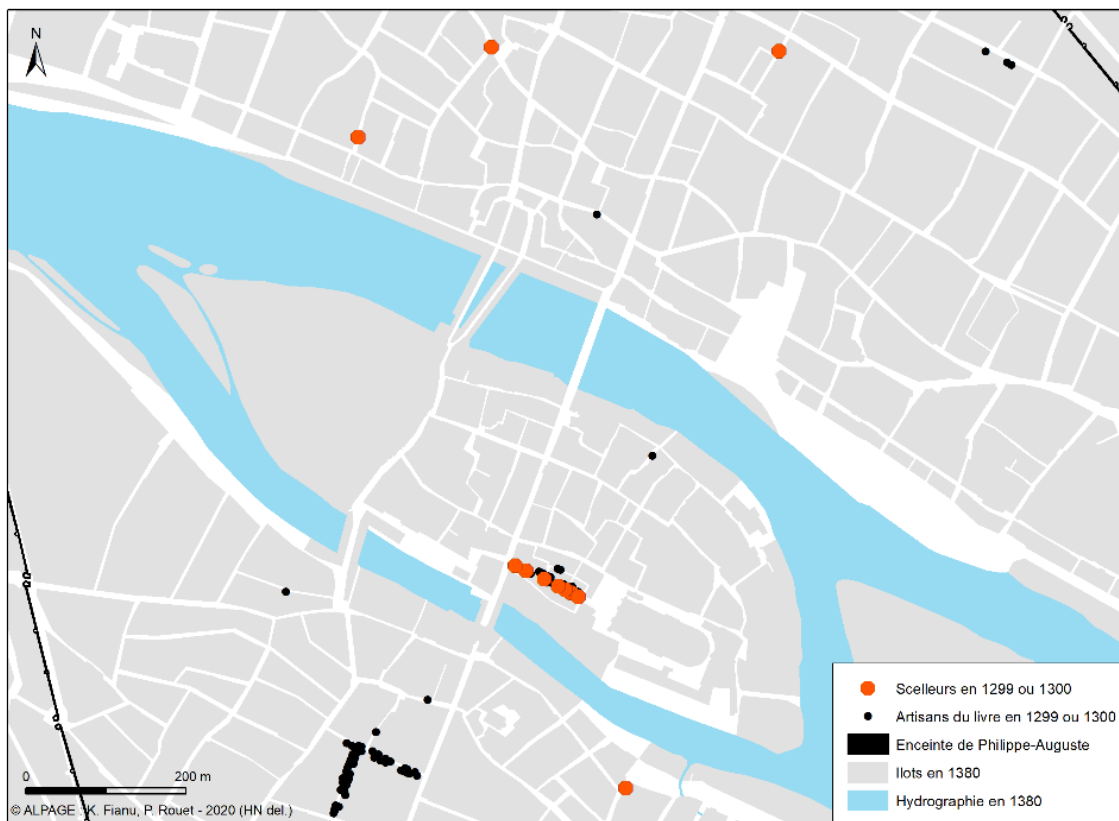 N
Scelleurs en 1299 ou 1300
Artisans du livre en 1299 ou 1300
Enceinte de Philippe-Auguste
Ilots en 1380
Hydrographie en 1380
0 200 m
© ALPAGE : K. Fianu, P. Rouet - 2020 (HN del.)